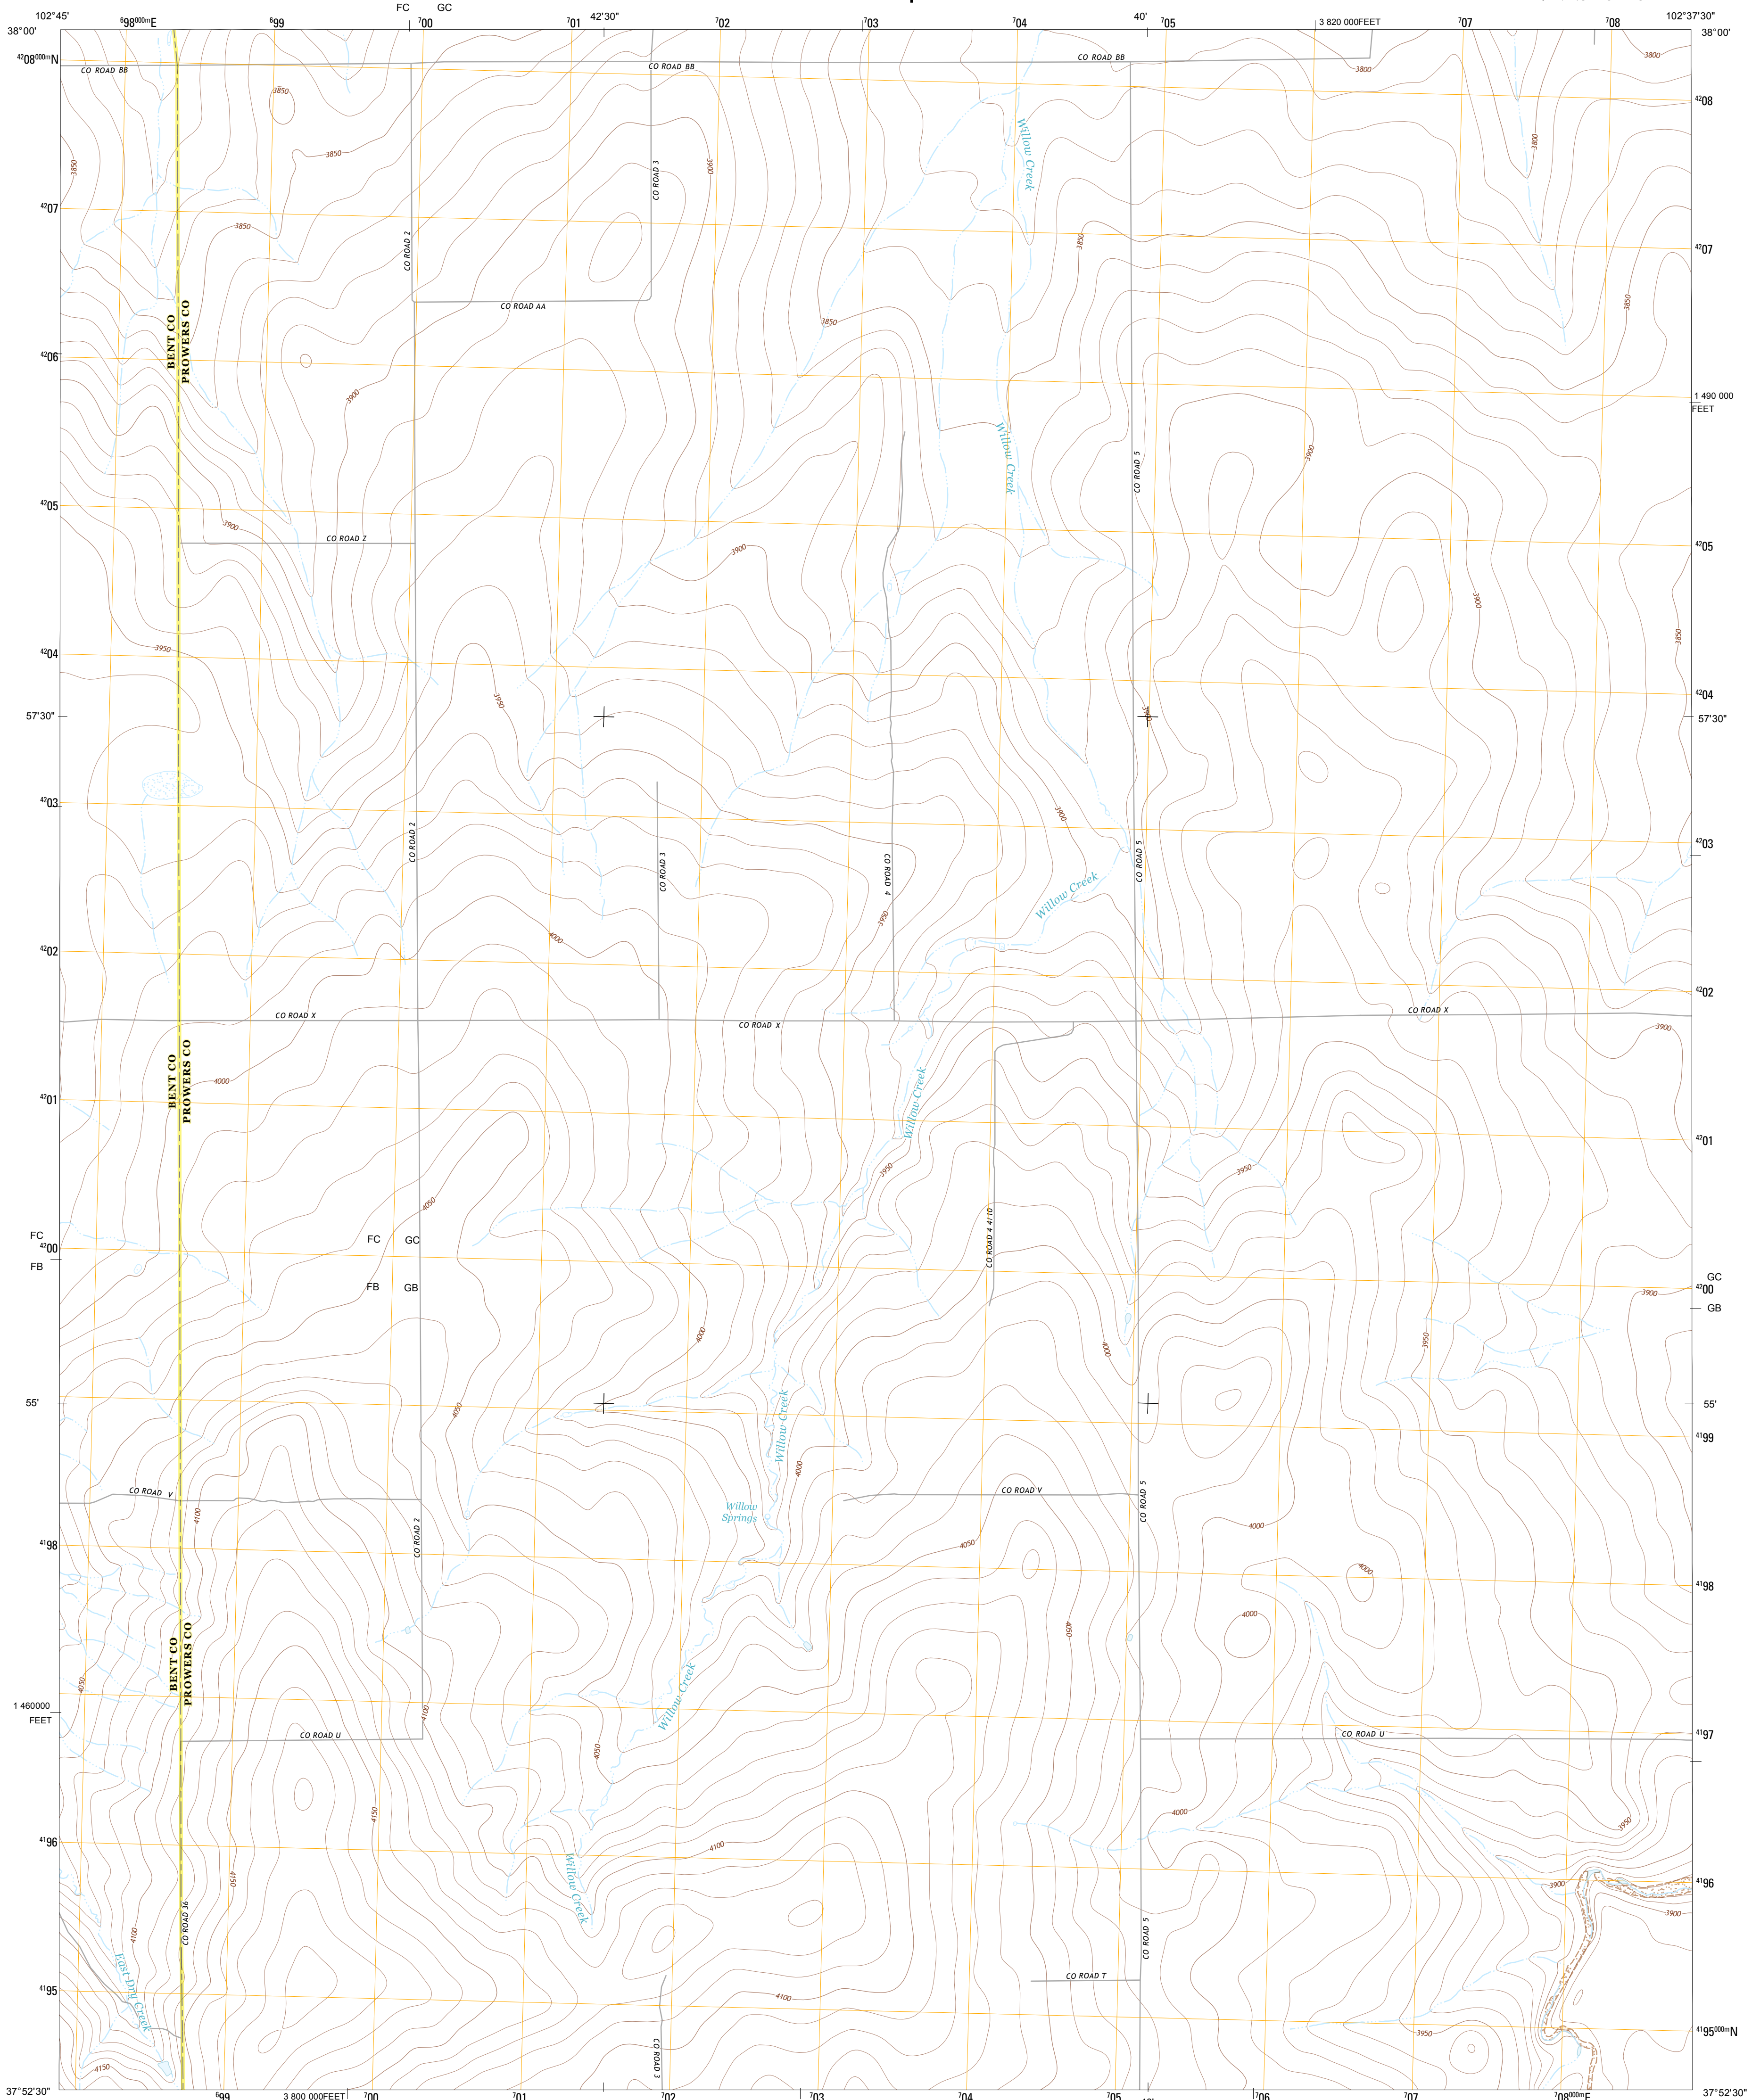 FC GC
102°45' ⁶98⁰⁰⁰ᵐE ⁶99 ⁷00 ⁷01 42'30" ⁷02 ⁷03 ⁷04 40' ⁷05 3 820 000FEET ⁷07 ⁷08 102°37'30"
38°00' 38°00'
⁴²08⁰⁰⁰ᵐN
CO ROAD BB CO ROAD BB CO ROAD BB
3800 3800
3850 ⁴²08
Willow Creek
3850 3800
3850 3900 CO ROAD 3
⁴²07
3850 CO ROAD 2 3850 ⁴²07
CO ROAD AA 3850
3850
BENT CO
PROWERS CO
⁴²06
3900 1 490 000
FEET
Willow Creek CO ROAD 5 3900
⁴²05
3900 CO ROAD Z 3900 ⁴²05
3900
3850
⁴²04 3950
3950 ⁴²04
57'30" 3900 57'30"
⁴²03 3900
CO ROAD 2 CO ROAD 3 CO ROAD 4 CO ROAD 5 ⁴²03
Willow Creek
3950
4000
⁴²02 ⁴²02
CO ROAD X CO ROAD X CO ROAD X
3900
BENT CO
PROWERS CO
4000
⁴²01 Willow Creek ⁴²01
3950 3950
4050
FC FC GC CO ROAD 4 4/10
⁴²00
FB FB GB GC
⁴²00
3900 GB
4000 4000 3950
55' 4050 Willow Creek 55'
⁴¹99
4000
CO ROAD V CO ROAD V
4100 Willow
Springs CO ROAD 5
4000
⁴¹98 CO ROAD 2 4050
4000 ⁴¹98
4000
4050
BENT CO
PROWERS CO
4050 Willow Creek
1 460000
FEET 4100
CO ROAD U CO ROAD U ⁴¹97
4050
4150 4000
3950
⁴¹96 4100
4150 Willow Creek 3900 ⁴¹96
CO ROAD 36 3900
4100 CO ROAD 5
East Dry Creek CO ROAD T
⁴¹95 4100
3950 ⁴¹95⁰⁰⁰ᵐN
4150 CO ROAD 3
37°52'30" ⁶99 3 800 000FEET ⁷00 ⁷01 ⁷02 ⁷03 ⁷04 ⁷05 ⁷06 ⁷07 ⁷08⁰⁰⁰ᵐE 37°52'30"